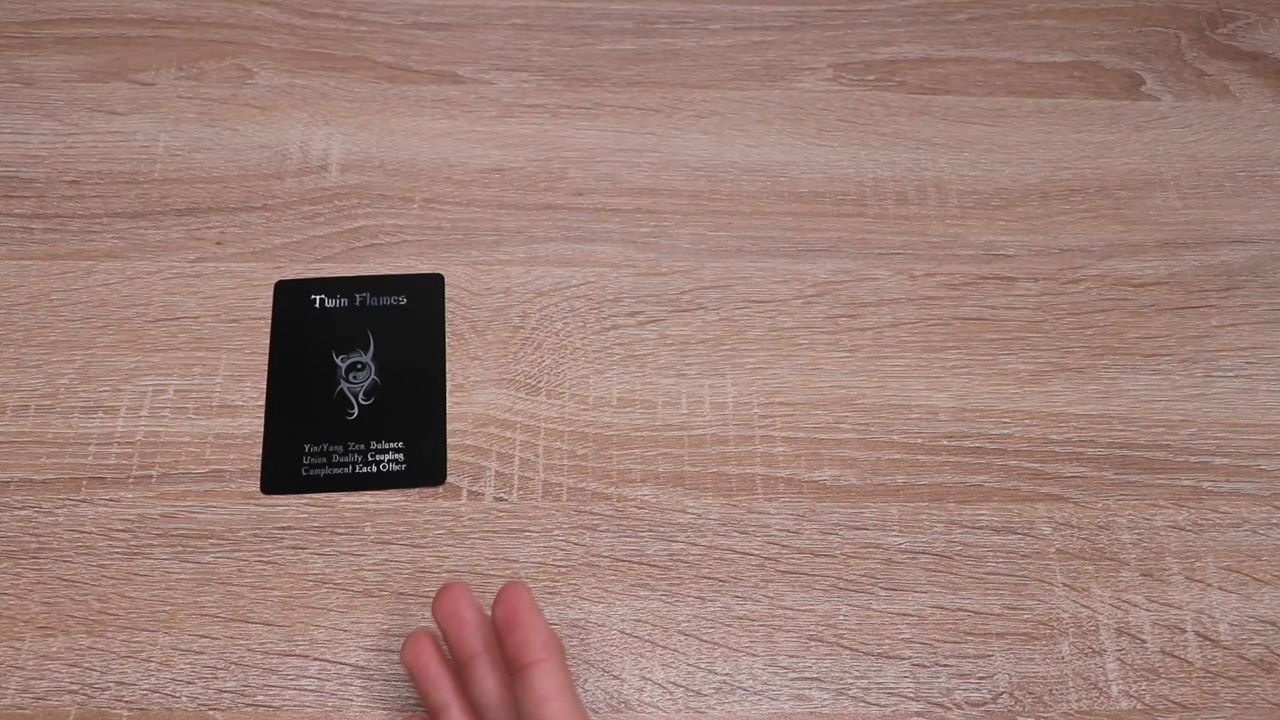 Twin Flames
Yin/Yang, Zen, Balance,
Union, Duality, Coupling,
Complement Each Other